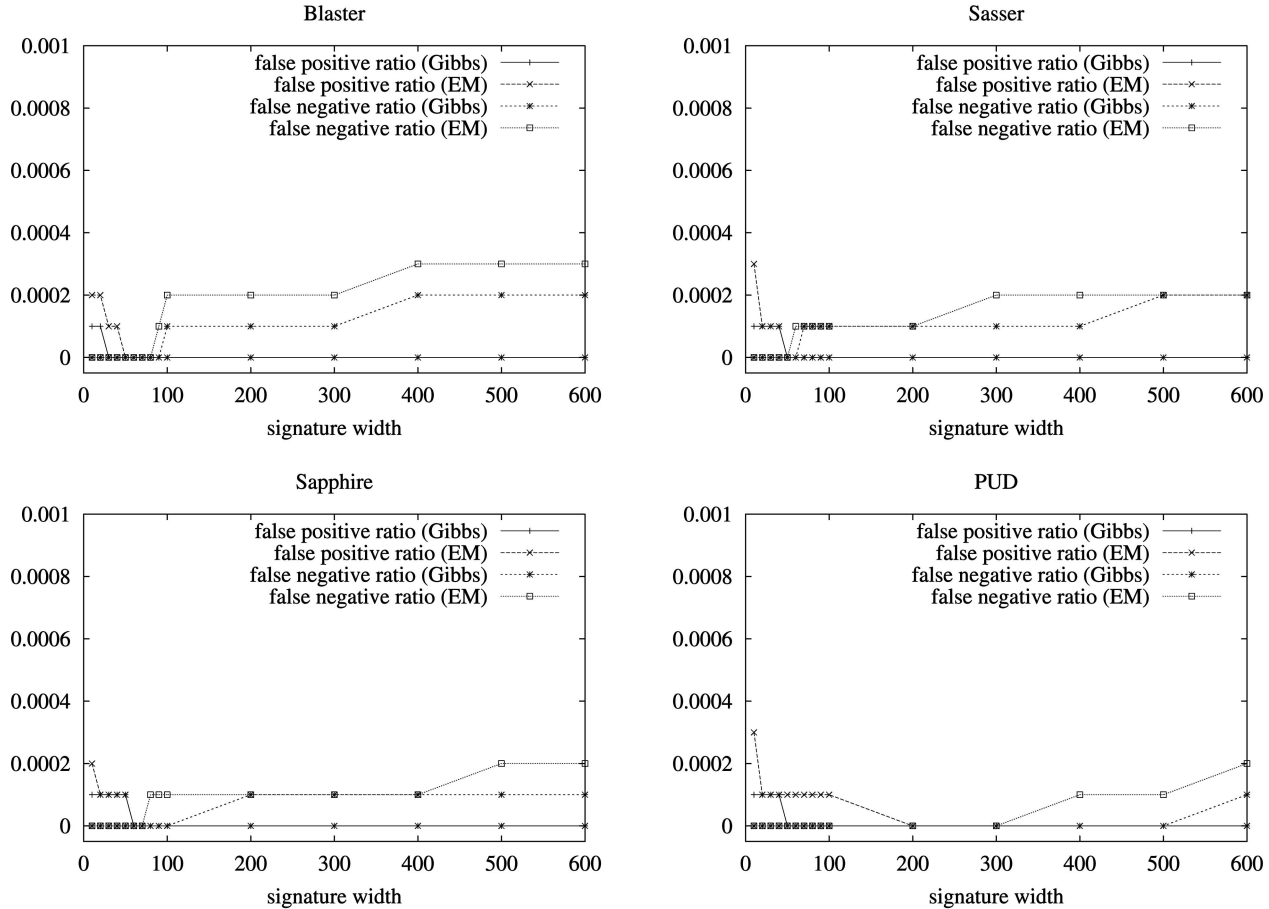 Blaster
0.001
0.0008
0.0006
0.0004
0.0002
0
false positive ratio (Gibbs)
false positive ratio (EM)
false negative ratio (Gibbs)
false negative ratio (EM)
0 100 200 300 400 500 600
signature width
Sasser
0.001
0.0008
0.0006
0.0004
0.0002
0
false positive ratio (Gibbs)
false positive ratio (EM)
false negative ratio (Gibbs)
false negative ratio (EM)
0 100 200 300 400 500 600
signature width
Sapphire
0.001
0.0008
0.0006
0.0004
0.0002
0
false positive ratio (Gibbs)
false positive ratio (EM)
false negative ratio (Gibbs)
false negative ratio (EM)
0 100 200 300 400 500 600
signature width
PUD
0.001
0.0008
0.0006
0.0004
0.0002
0
false positive ratio (Gibbs)
false positive ratio (EM)
false negative ratio (Gibbs)
false negative ratio (EM)
0 100 200 300 400 500 600
signature width